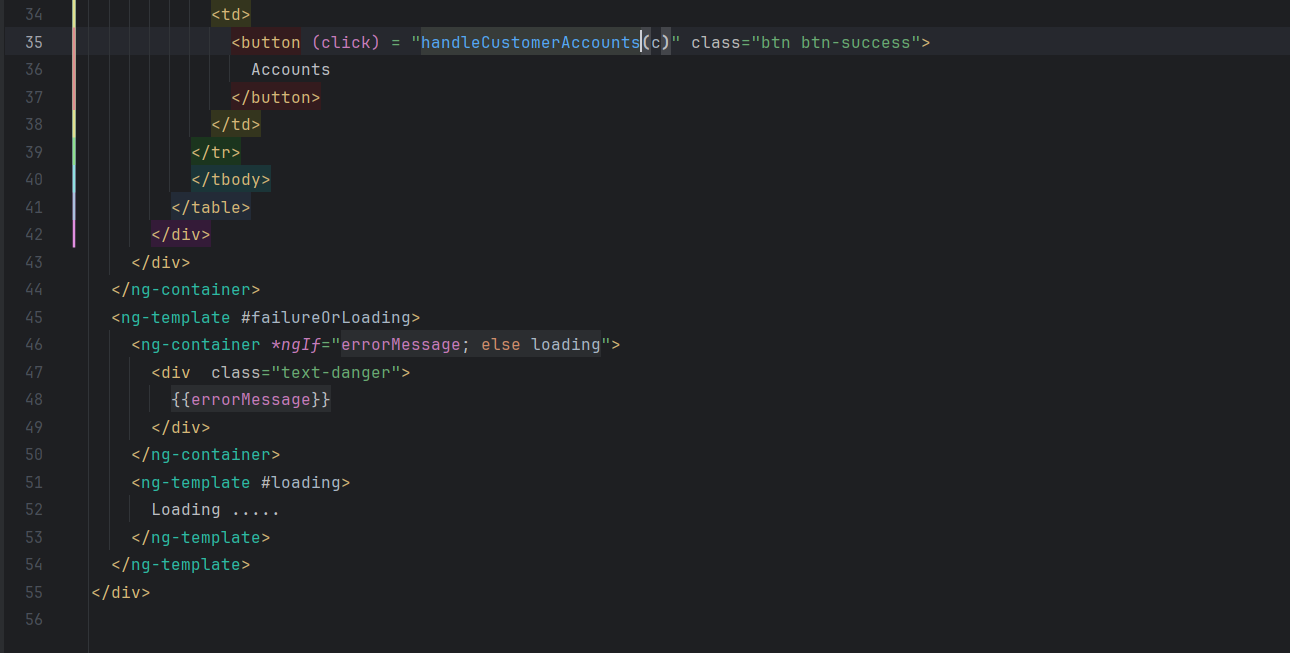 34 <td>
35 <button (click) = "handleCustomerAccounts(c)" class="btn btn-success">
36 Accounts
37 </button>
38 </td>
39 </tr>
40 </tbody>
41 </table>
42 </div>
43 </div>
44 </ng-container>
45 <ng-template #failureOrLoading>
46 <ng-container *ngIf="errorMessage; else loading">
47 <div  class="text-danger">
48 {{errorMessage}}
49 </div>
50 </ng-container>
51 <ng-template #loading>
52 Loading .....
53 </ng-template>
54 </ng-template>
55 </div>
56